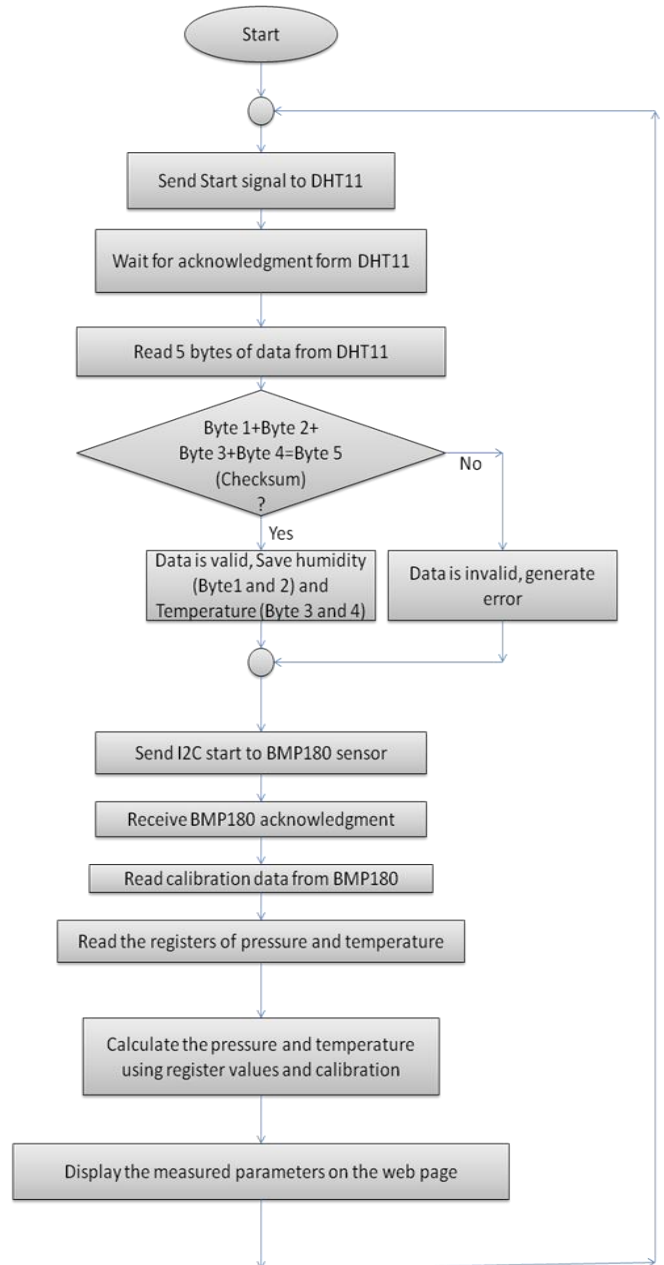 Start
Send Start signal to DHT11
Wait for acknowledgment form DHT11
Read 5 bytes of data from DHT11
Byte 1+Byte 2+
Byte 3+Byte 4=Byte 5
(Checksum)
?
No
Yes
Data is valid, Save humidity
(Byte1 and 2) and
Temperature (Byte 3 and 4)
Data is invalid, generate
error
Send I2C start to BMP180 sensor
Receive BMP180 acknowledgment
Read calibration data from BMP180
Read the registers of pressure and temperature
Calculate the pressure and temperature
using register values and calibration
Display the measured parameters on the web page